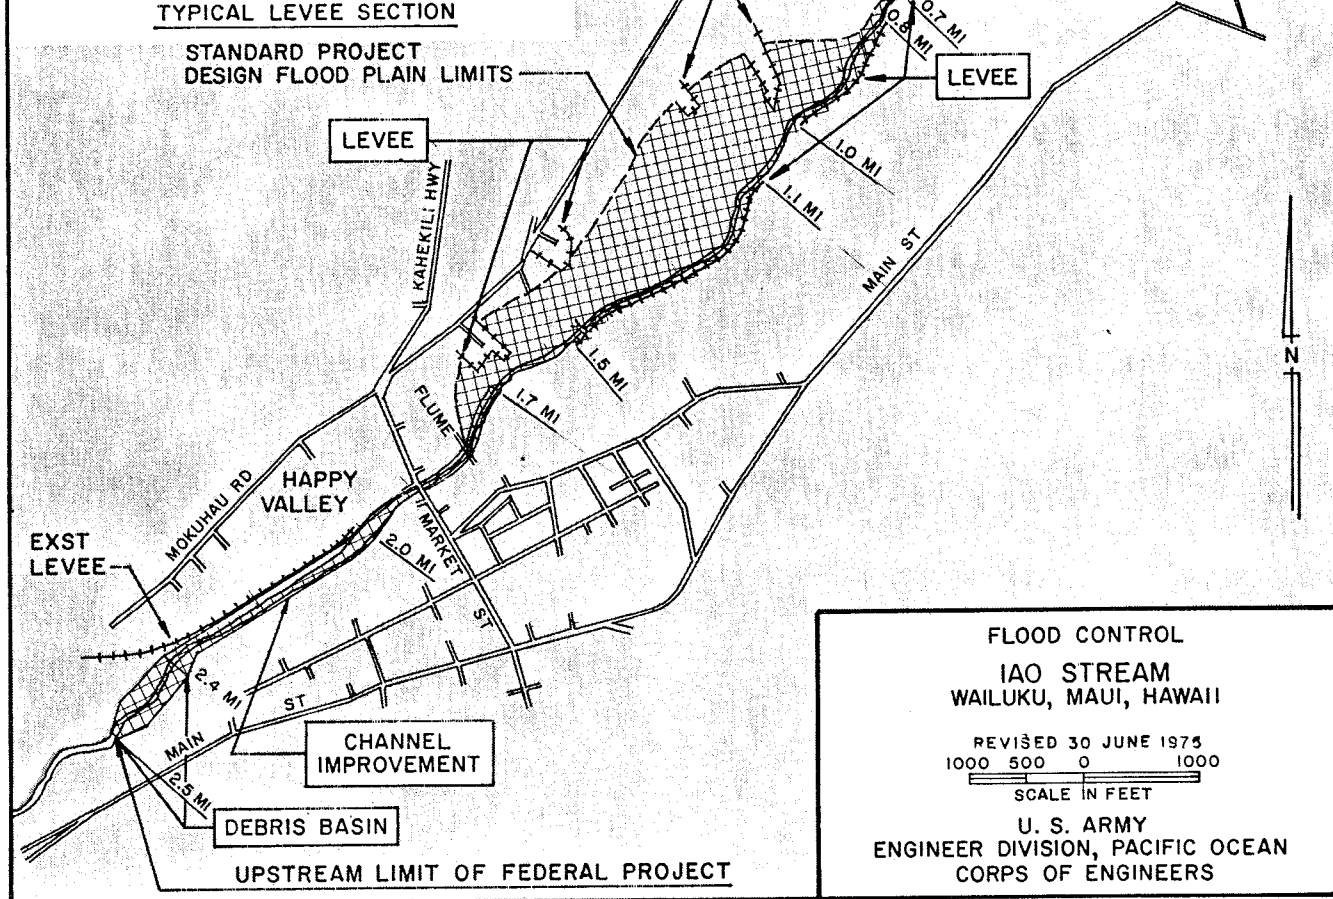 TYPICAL LEVEE SECTION
STANDARD PROJECT
DESIGN FLOOD PLAIN LIMITS
0.7 MI
0.8 MI
LEVEE
LEVEE
KAHEKILI HWY
1.0 MI
1.1 MI
MAIN ST
N
1.5 MI
1.7 MI
FLUME
MOKUHAU RD
HAPPY
VALLEY
MARKET ST
2.0 MI
EXST
LEVEE
2.4 MI
MAIN ST
2.5 MI
CHANNEL
IMPROVEMENT
DEBRIS BASIN
UPSTREAM LIMIT OF FEDERAL PROJECT
FLOOD CONTROL
IAO STREAM
WAILUKU, MAUI, HAWAII
REVISED 30 JUNE 1975
1000 500 0 1000
SCALE IN FEET
U. S. ARMY
ENGINEER DIVISION, PACIFIC OCEAN
CORPS OF ENGINEERS